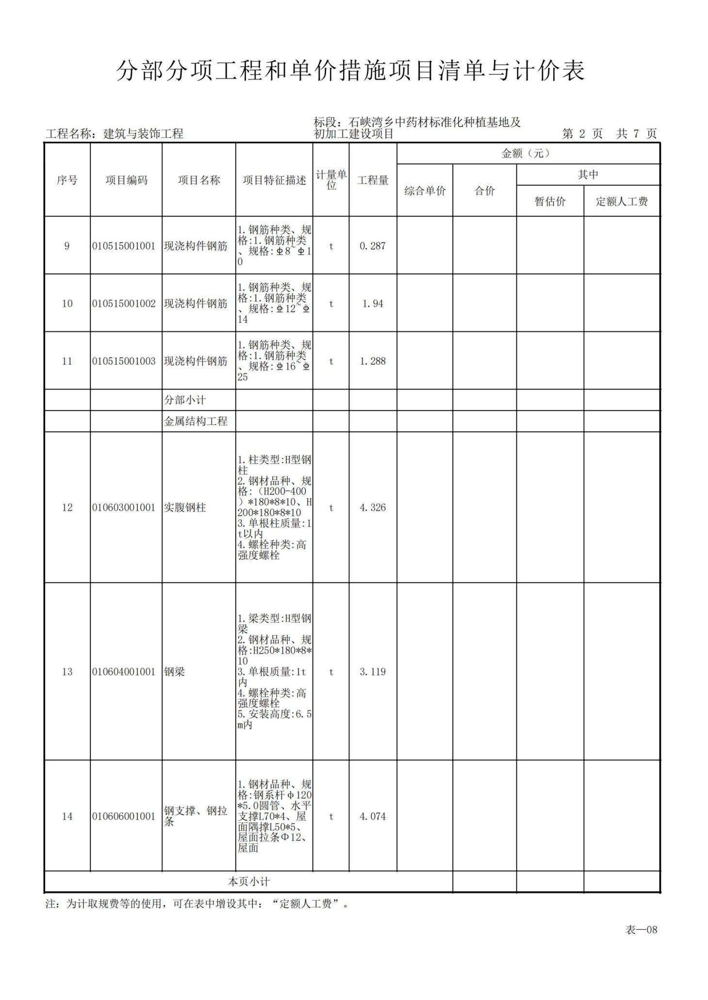 分部分项工程和单价措施项目清单与计价表
标段：石峡湾乡中药材标准化种植基地及
工程名称：建筑与装饰工程
初加工建设项目
第 2 页 共 7 页
序号
项目编码
项目名称
项目特征描述
计量单
位
工程量
金额（元）
综合单价
合价
其中
暂估价
定额人工费
9
010515001001
现浇构件钢筋
1.钢筋种类、规
格:1.钢筋种类
、规格:8~10
0
t
0.287
10
010515001002
现浇构件钢筋
1.钢筋种类、规
格:1.钢筋种类
、规格:12~
14
t
1.94
11
010515001003
现浇构件钢筋
1.钢筋种类、规
格:1.钢筋种类
、规格:16~
25
t
1.288
分部小计
金属结构工程
12
010603001001
实腹钢柱
1.柱类型:H型钢
柱
2.钢材品种、规
格:（H200-400
）*180*8*10、H
200*180*8*10
3.单根柱质量:1
t以内
4.螺栓种类:高
强度螺栓
t
4.326
13
010604001001
钢梁
1.梁类型:H型钢
梁
2.钢材品种、规
格:H250*180*8*
10
3.单根质量:1t
内
4.螺栓种类:高
强度螺栓
5.安装高度:6.5
m内
t
3.119
14
010606001001
钢支撑、钢拉
条
1.钢材品种、规
格:钢系杆φ120
*5.0圆管、水平
支撑L70*4、屋
面隅撑L50*5、
屋面拉条Φ12、
屋面
t
4.074
本页小计
注：为计取规费等的使用，可在表中增设其中：“定额人工费”。
表—08